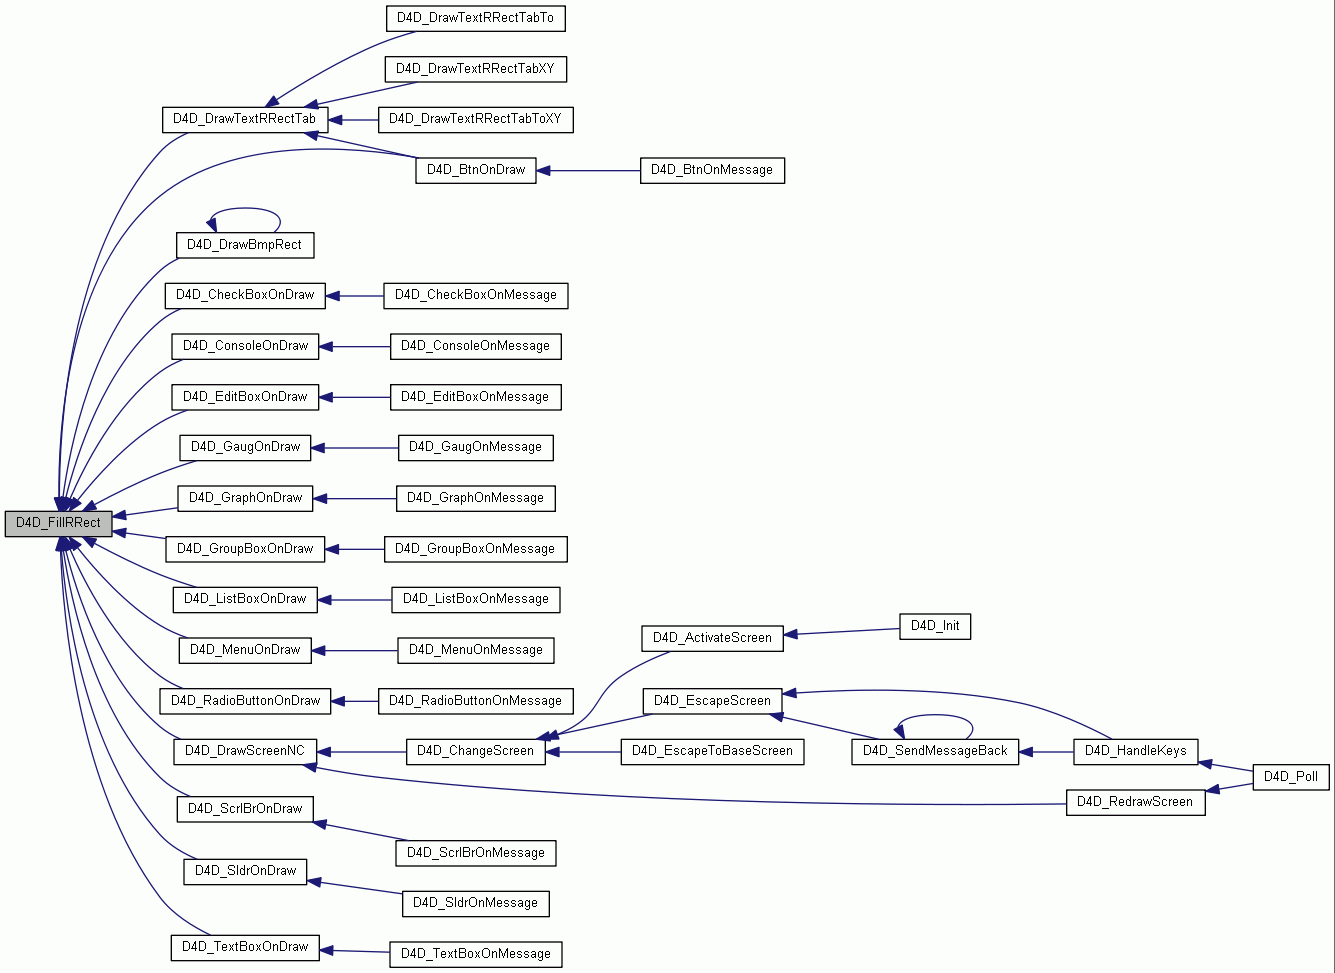 D4D_DrawTextRRectTabTo
D4D_DrawTextRRectTabXY
D4D_DrawTextRRectTab
D4D_DrawTextRRectTabToXY
D4D_BtnOnDraw
D4D_BtnOnMessage
D4D_DrawBmpRect
D4D_CheckBoxOnDraw
D4D_CheckBoxOnMessage
D4D_ConsoleOnDraw
D4D_ConsoleOnMessage
D4D_EditBoxOnDraw
D4D_EditBoxOnMessage
D4D_GaugOnDraw
D4D_GaugOnMessage
D4D_GraphOnDraw
D4D_GraphOnMessage
D4D_FillRRect
D4D_GroupBoxOnDraw
D4D_GroupBoxOnMessage
D4D_ListBoxOnDraw
D4D_ListBoxOnMessage
D4D_Init
D4D_ActivateScreen
D4D_MenuOnDraw
D4D_MenuOnMessage
D4D_RadioButtonOnDraw
D4D_RadioButtonOnMessage
D4D_EscapeScreen
D4D_DrawScreenNC
D4D_ChangeScreen
D4D_EscapeToBaseScreen
D4D_SendMessageBack
D4D_HandleKeys
D4D_Poll
D4D_RedrawScreen
D4D_ScrlBrOnDraw
D4D_ScrlBrOnMessage
D4D_SldrOnDraw
D4D_SldrOnMessage
D4D_TextBoxOnDraw
D4D_TextBoxOnMessage